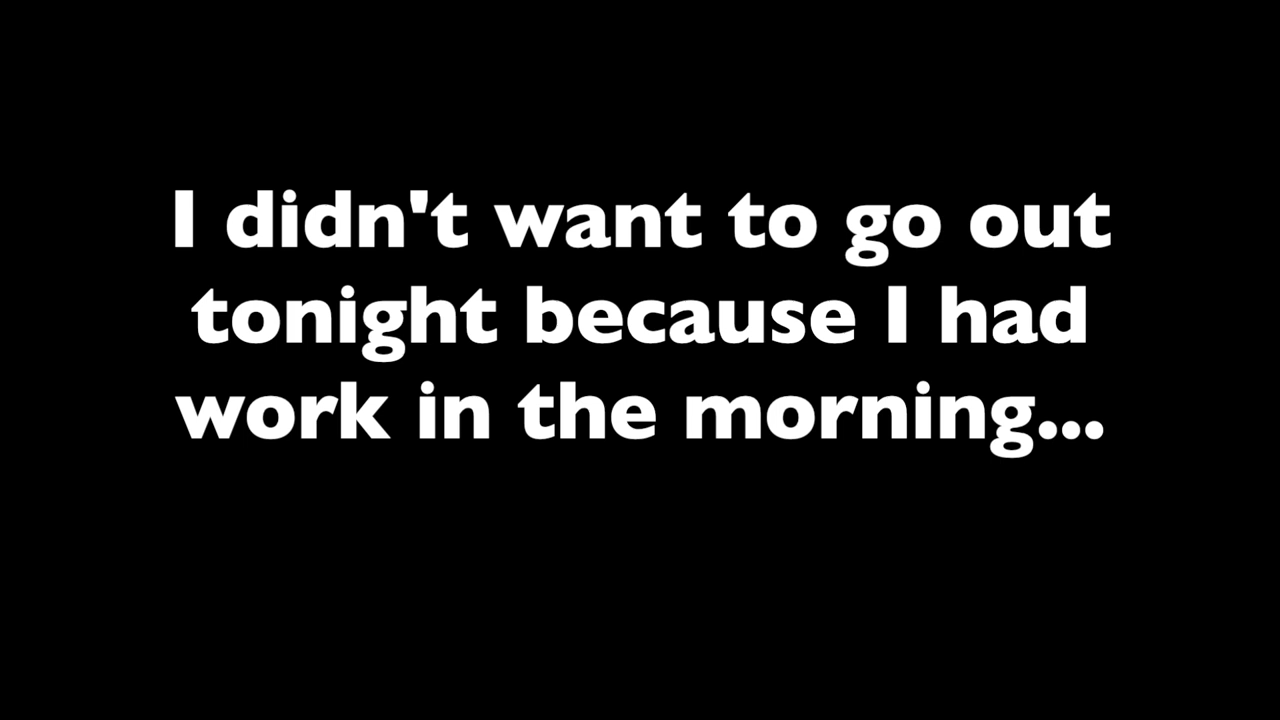 I didn't want to go out
tonight because I had
work in the morning...